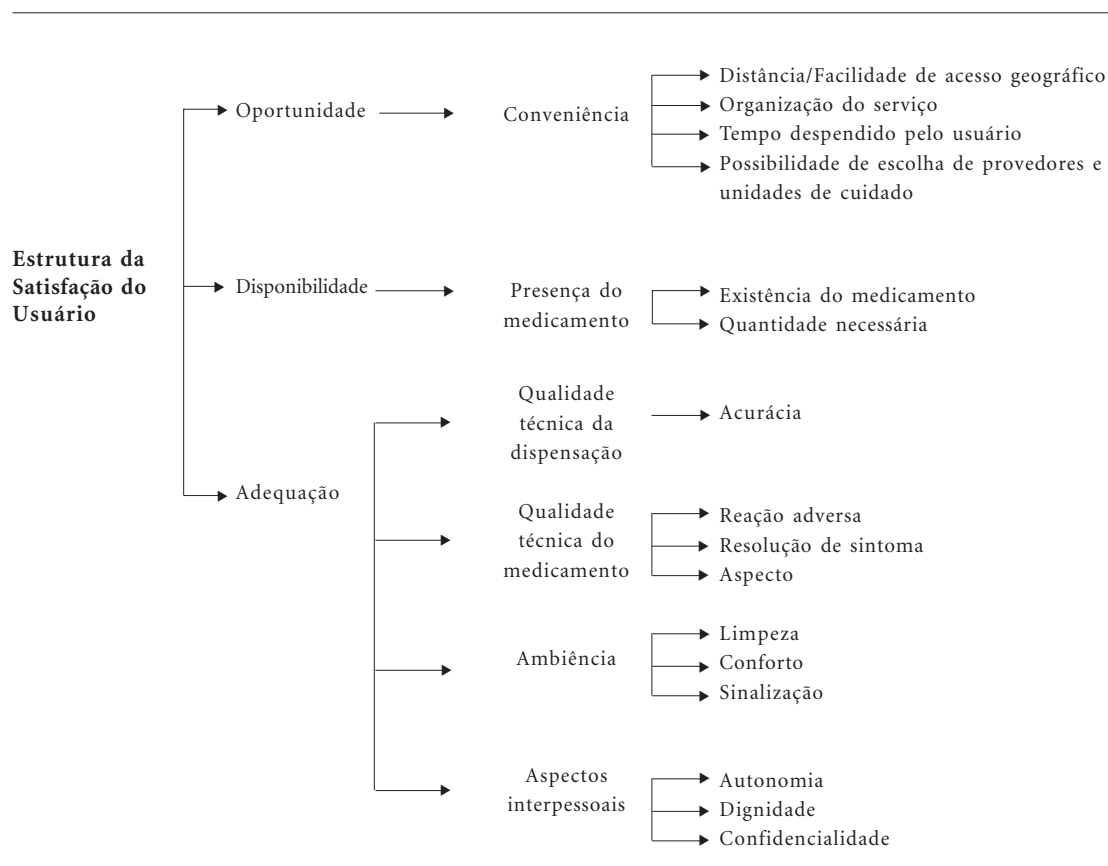 Estrutura da
Satisfação do
Usuário
Oportunidade
Conveniência
Distância/Facilidade de acesso geográfico
Organização do serviço
Tempo despendido pelo usuário
Possibilidade de escolha de provedores e
unidades de cuidado
Disponibilidade
Presença do
medicamento
Existência do medicamento
Quantidade necessária
Adequação
Qualidade
técnica da
dispensação
Acurácia
Qualidade
técnica do
medicamento
Reação adversa
Resolução de sintoma
Aspecto
Ambiência
Limpeza
Conforto
Sinalização
Aspectos
interpessoais
Autonomia
Dignidade
Confidencialidade